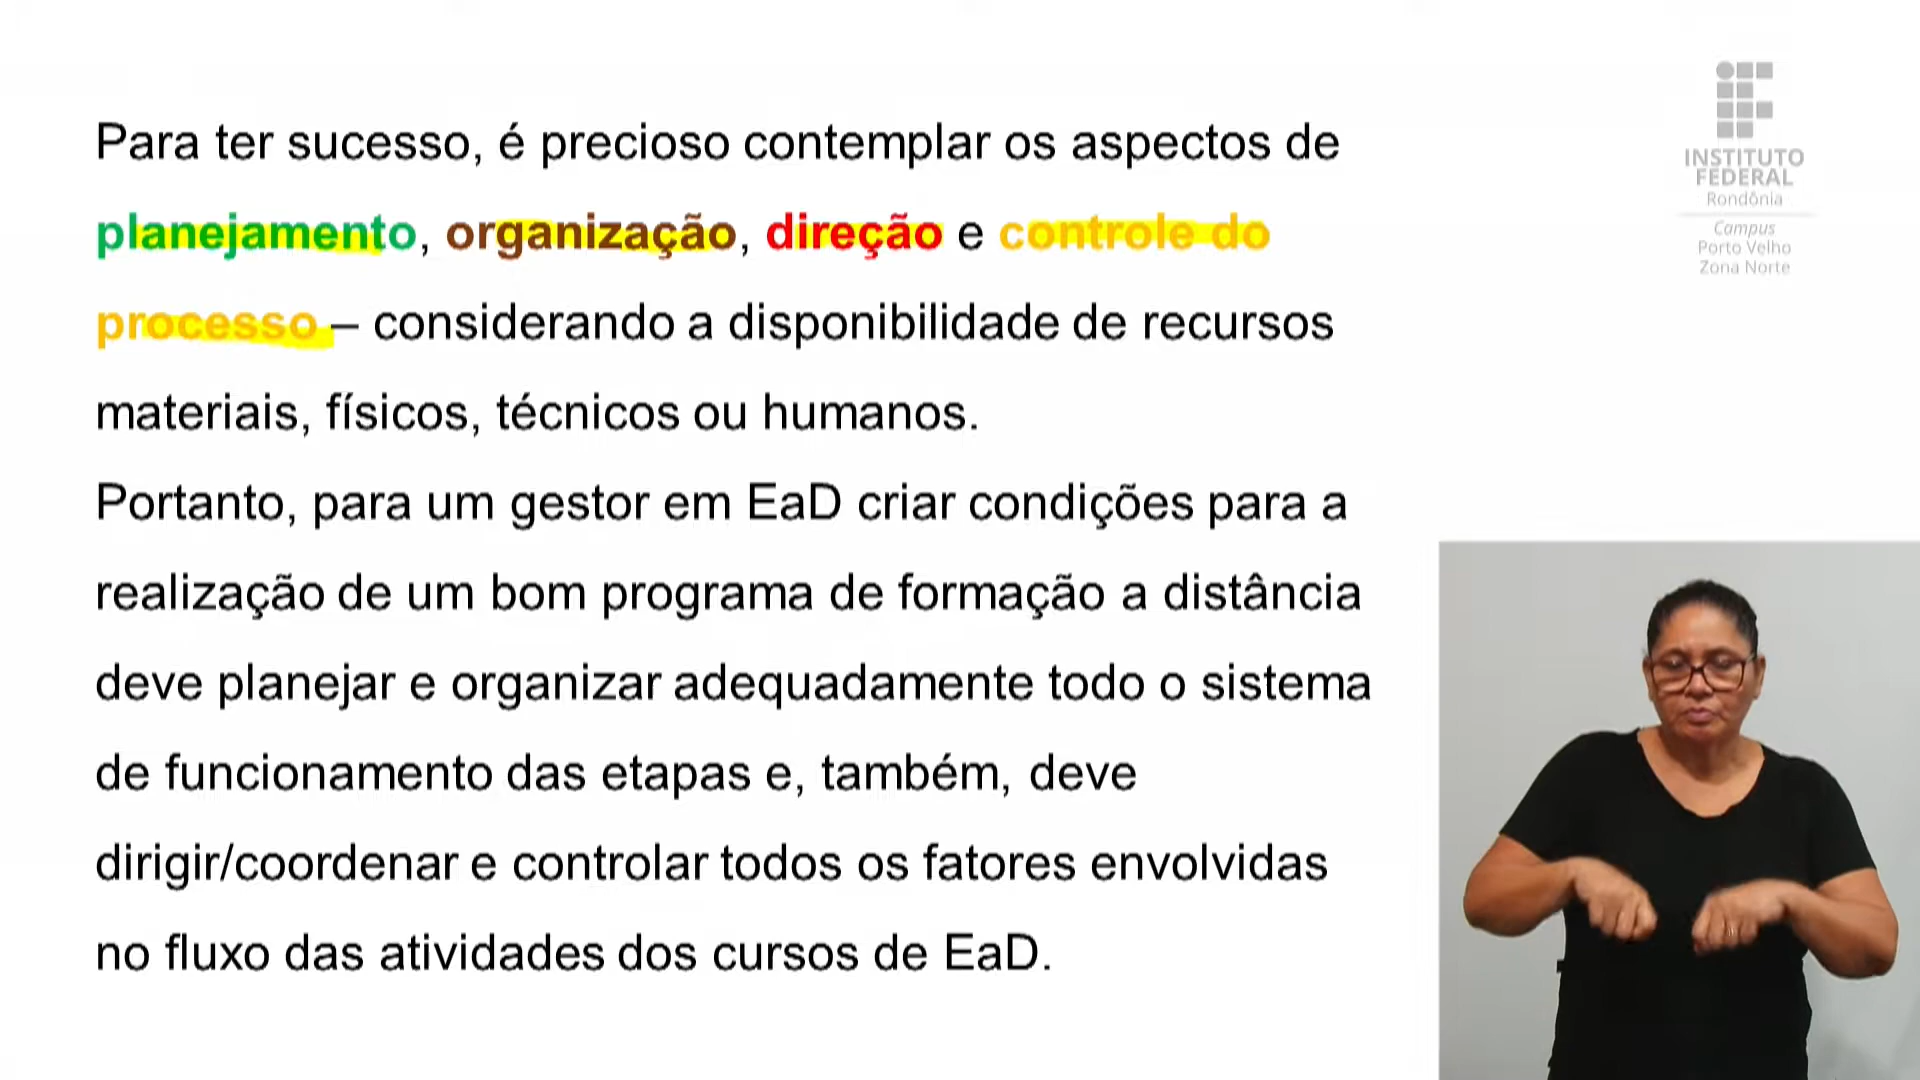 Para ter sucesso, é precioso contemplar os aspectos de
planejamento, organização, direção e controle do
processo – considerando a disponibilidade de recursos
materiais, físicos, técnicos ou humanos.
Portanto, para um gestor em EaD criar condições para a
realização de um bom programa de formação a distância
deve planejar e organizar adequadamente todo o sistema
de funcionamento das etapas e, também, deve
dirigir/coordenar e controlar todos os fatores envolvidas
no fluxo das atividades dos cursos de EaD.
INSTITUTO
FEDERAL
Rondônia
Campus
Porto Velho
Zona Norte